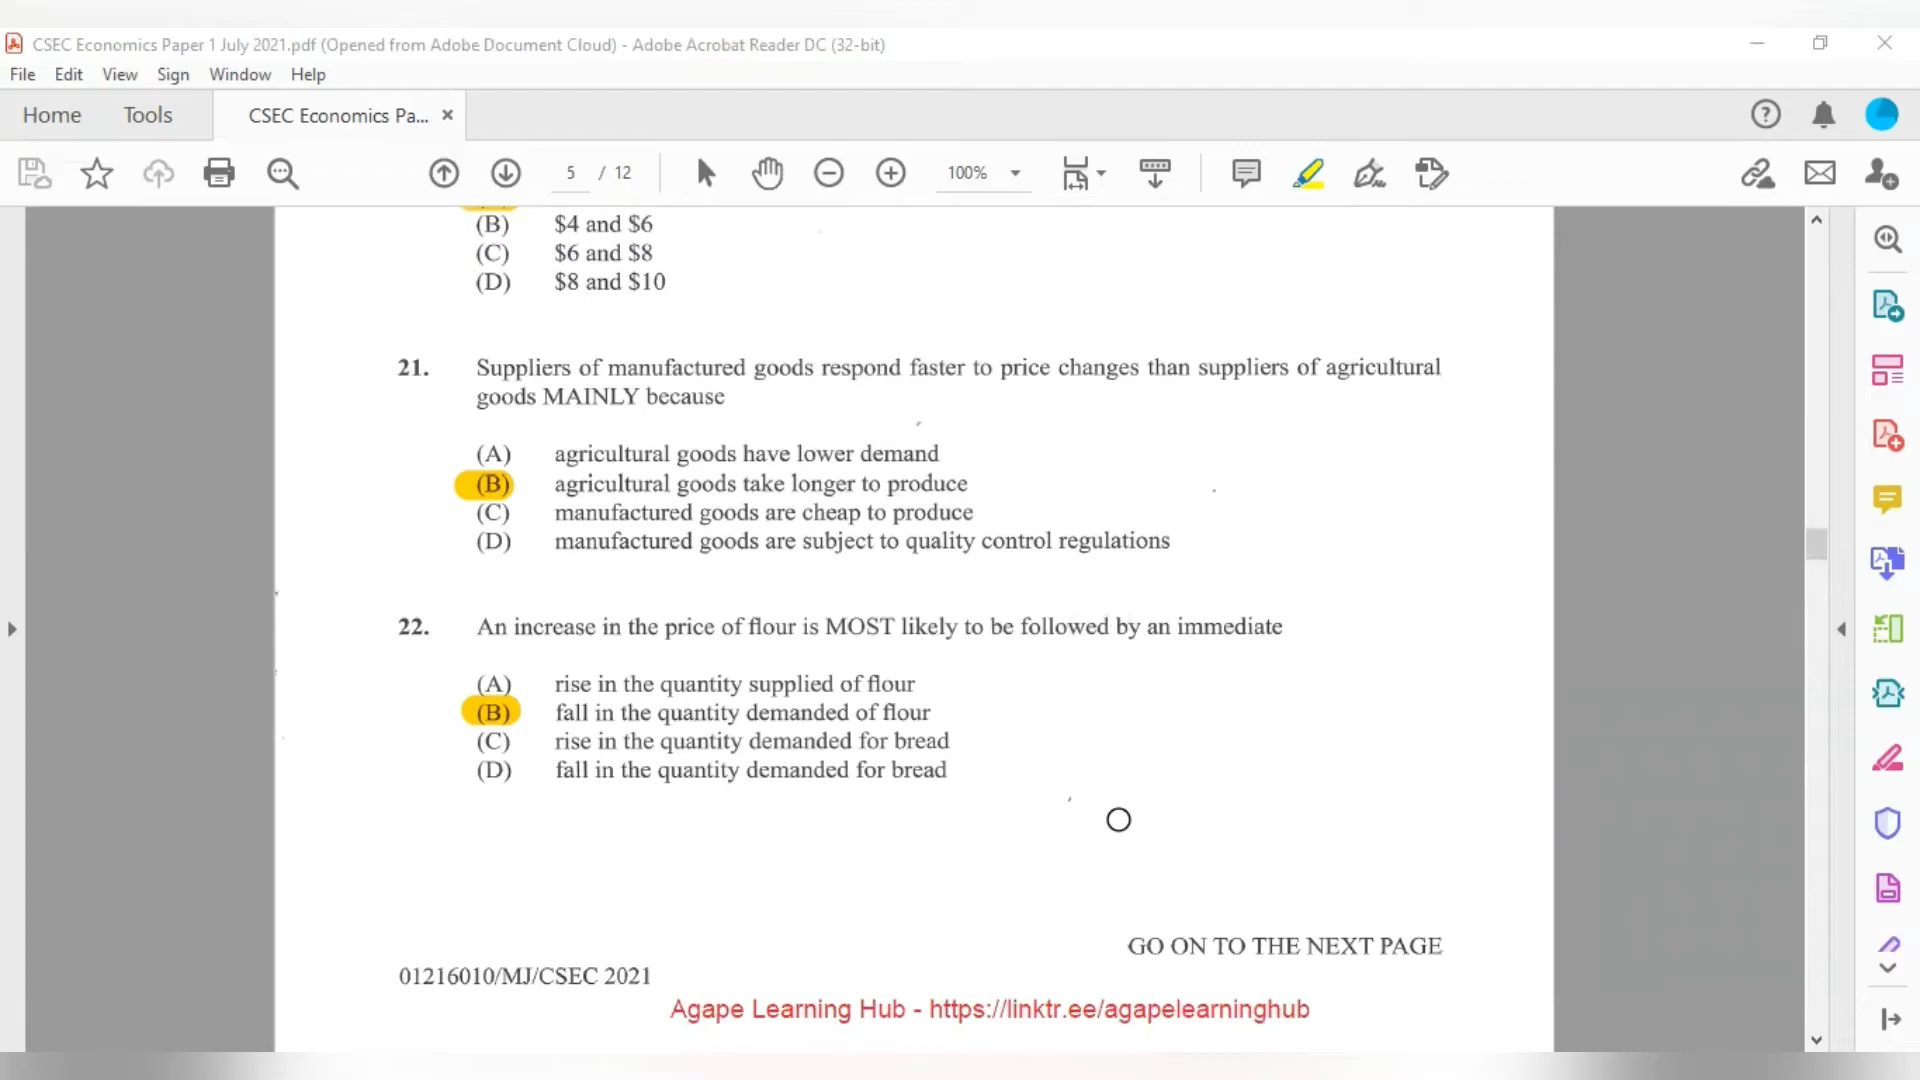 CSEC Economics Paper 1 July 2021.pdf (Opened from Adobe Document Cloud) - Adobe Acrobat Reader DC (32-bit)
File Edit View Sign Window Help
Home Tools CSEC Economics Pa... ×
5 / 12 100%
(B) $4 and $6
(C) $6 and $8
(D) $8 and $10
21. Suppliers of manufactured goods respond faster to price changes than suppliers of agricultural
goods MAINLY because
(A) agricultural goods have lower demand
(B) agricultural goods take longer to produce
(C) manufactured goods are cheap to produce
(D) manufactured goods are subject to quality control regulations
22. An increase in the price of flour is MOST likely to be followed by an immediate
(A) rise in the quantity supplied of flour
(B) fall in the quantity demanded of flour
(C) rise in the quantity demanded for bread
(D) fall in the quantity demanded for bread
GO ON TO THE NEXT PAGE
01216010/MJ/CSEC 2021
Agape Learning Hub - https://linktr.ee/agapelearninghub